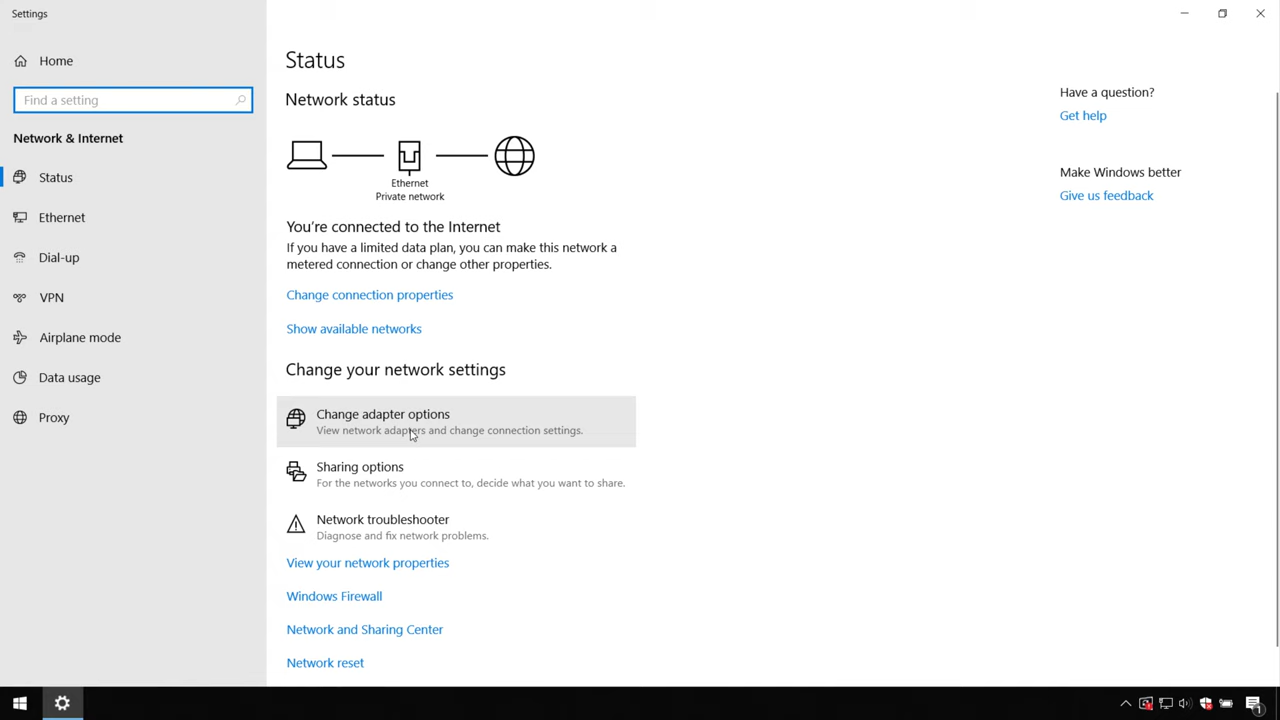 Settings
Home
Find a setting
Network & Internet
Status
Ethernet
Dial-up
VPN
Airplane mode
Data usage
Proxy
Status
Network status
Ethernet
Private network
You're connected to the Internet
If you have a limited data plan, you can make this network a
metered connection or change other properties.
Change connection properties
Show available networks
Change your network settings
Change adapter options
View network adapters and change connection settings.
Sharing options
For the networks you connect to, decide what you want to share.
Network troubleshooter
Diagnose and fix network problems.
View your network properties
Windows Firewall
Network and Sharing Center
Network reset
Have a question?
Get help
Make Windows better
Give us feedback
1